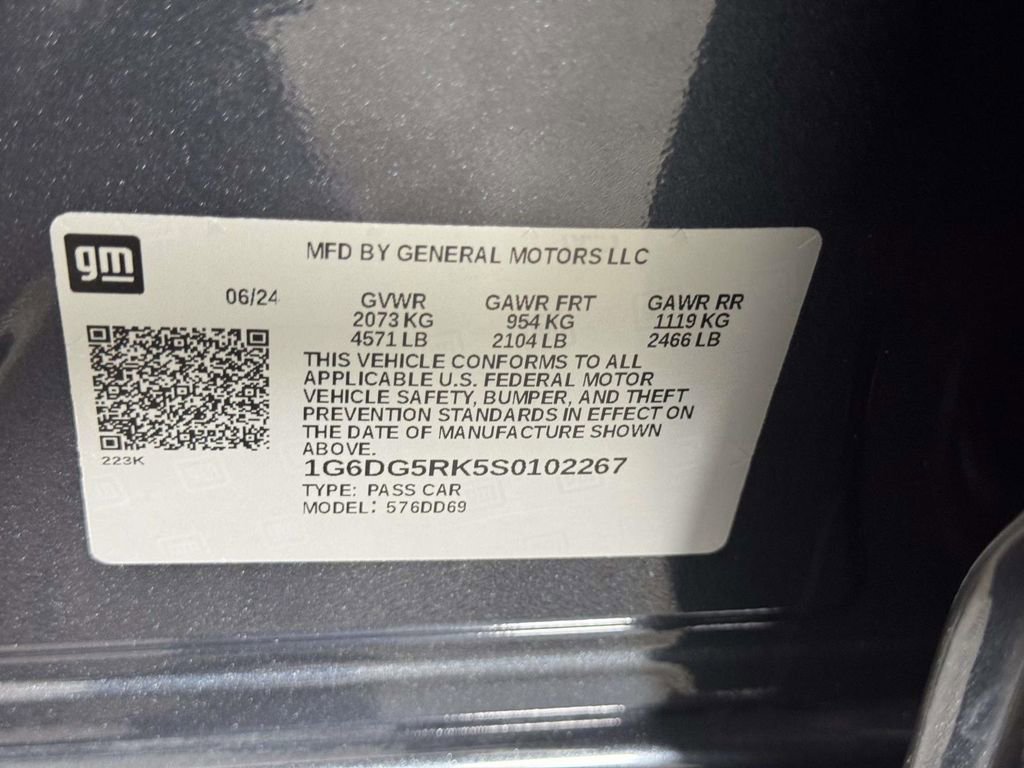 gm
MFD BY GENERAL MOTORS LLC
06/24 GVWR GAWR FRT GAWR RR
2073 KG 954 KG 1119 KG
4571 LB 2104 LB 2466 LB
THIS VEHICLE CONFORMS TO ALL
APPLICABLE U.S. FEDERAL MOTOR
VEHICLE SAFETY, BUMPER, AND THEFT
PREVENTION STANDARDS IN EFFECT ON
THE DATE OF MANUFACTURE SHOWN
ABOVE.
223K
1G6DG5RK5S0102267
TYPE: PASS CAR
MODEL: 576DD69